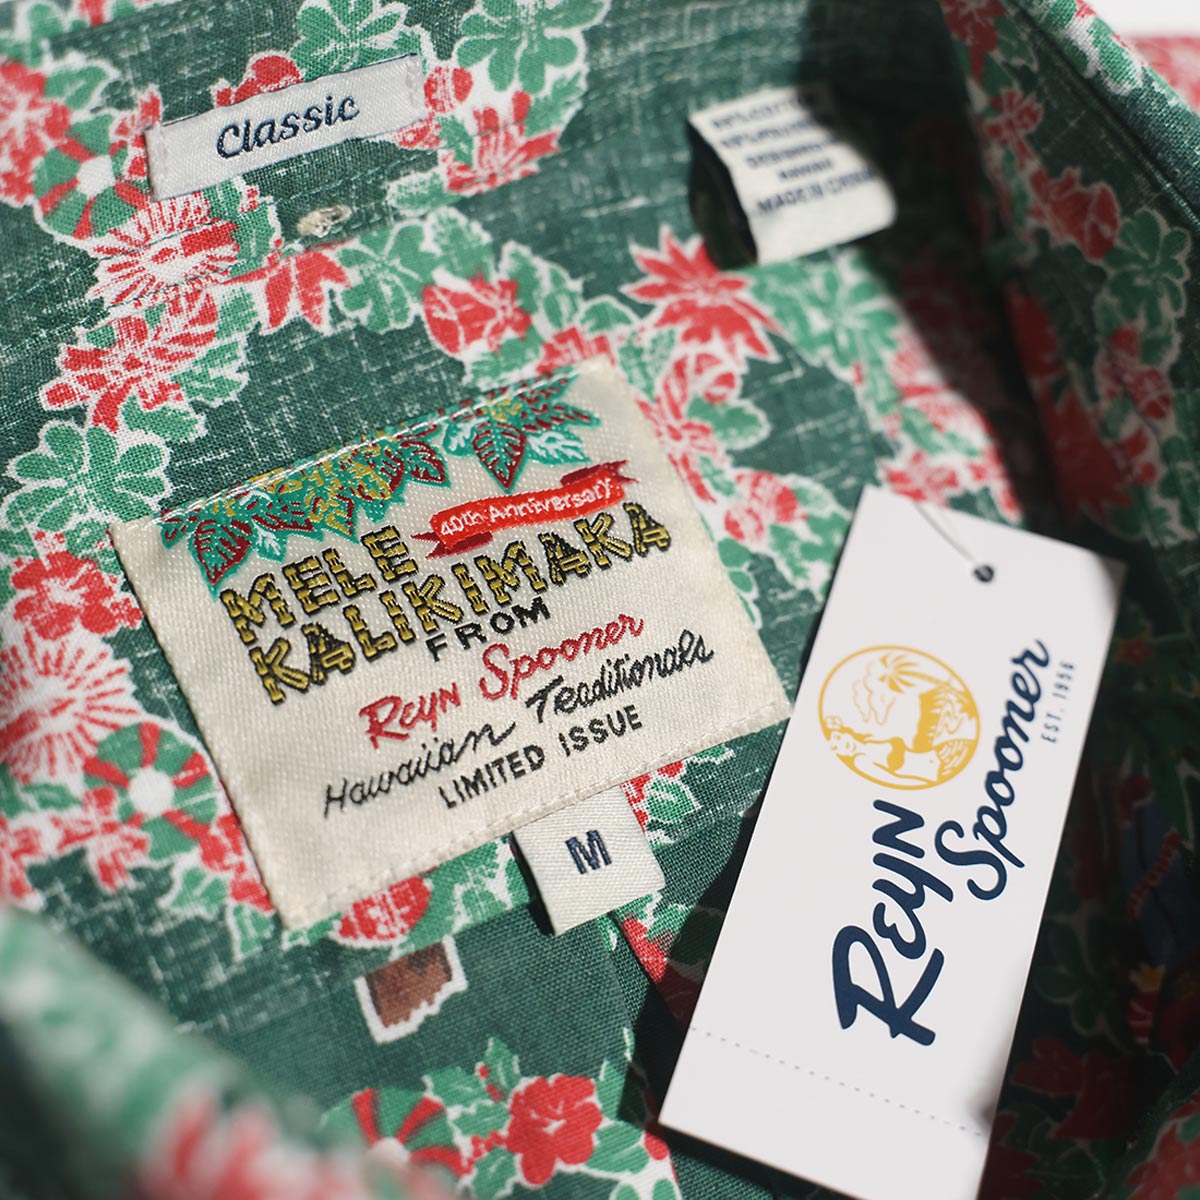 Classic
MADE IN CHINA
40th Anniversary
MELE
KALIKIMAKA
FROM
Reyn Spooner
Hawaiian Traditionals
LIMITED ISSUE
M
REYN
Spooner
EST. 1956